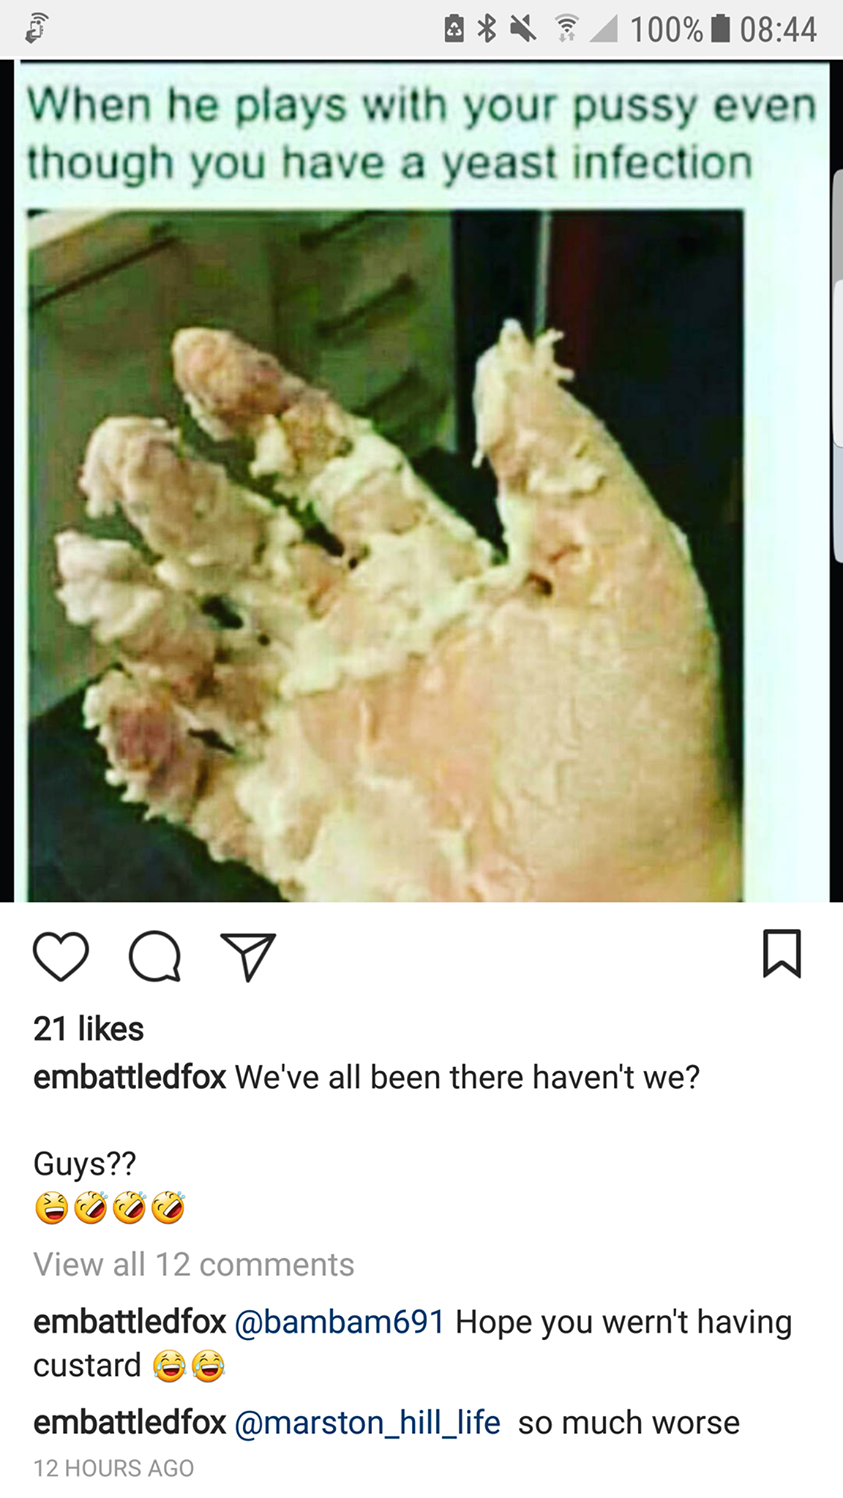 100% 08:44
When he plays with your pussy even
though you have a yeast infection
21 likes
embattledfox We've all been there haven't we?
Guys??
😆🤣🤣🤣
View all 12 comments
embattledfox @bambam691 Hope you wern't having
custard 😂😂
embattledfox @marston_hill_life so much worse
12 HOURS AGO